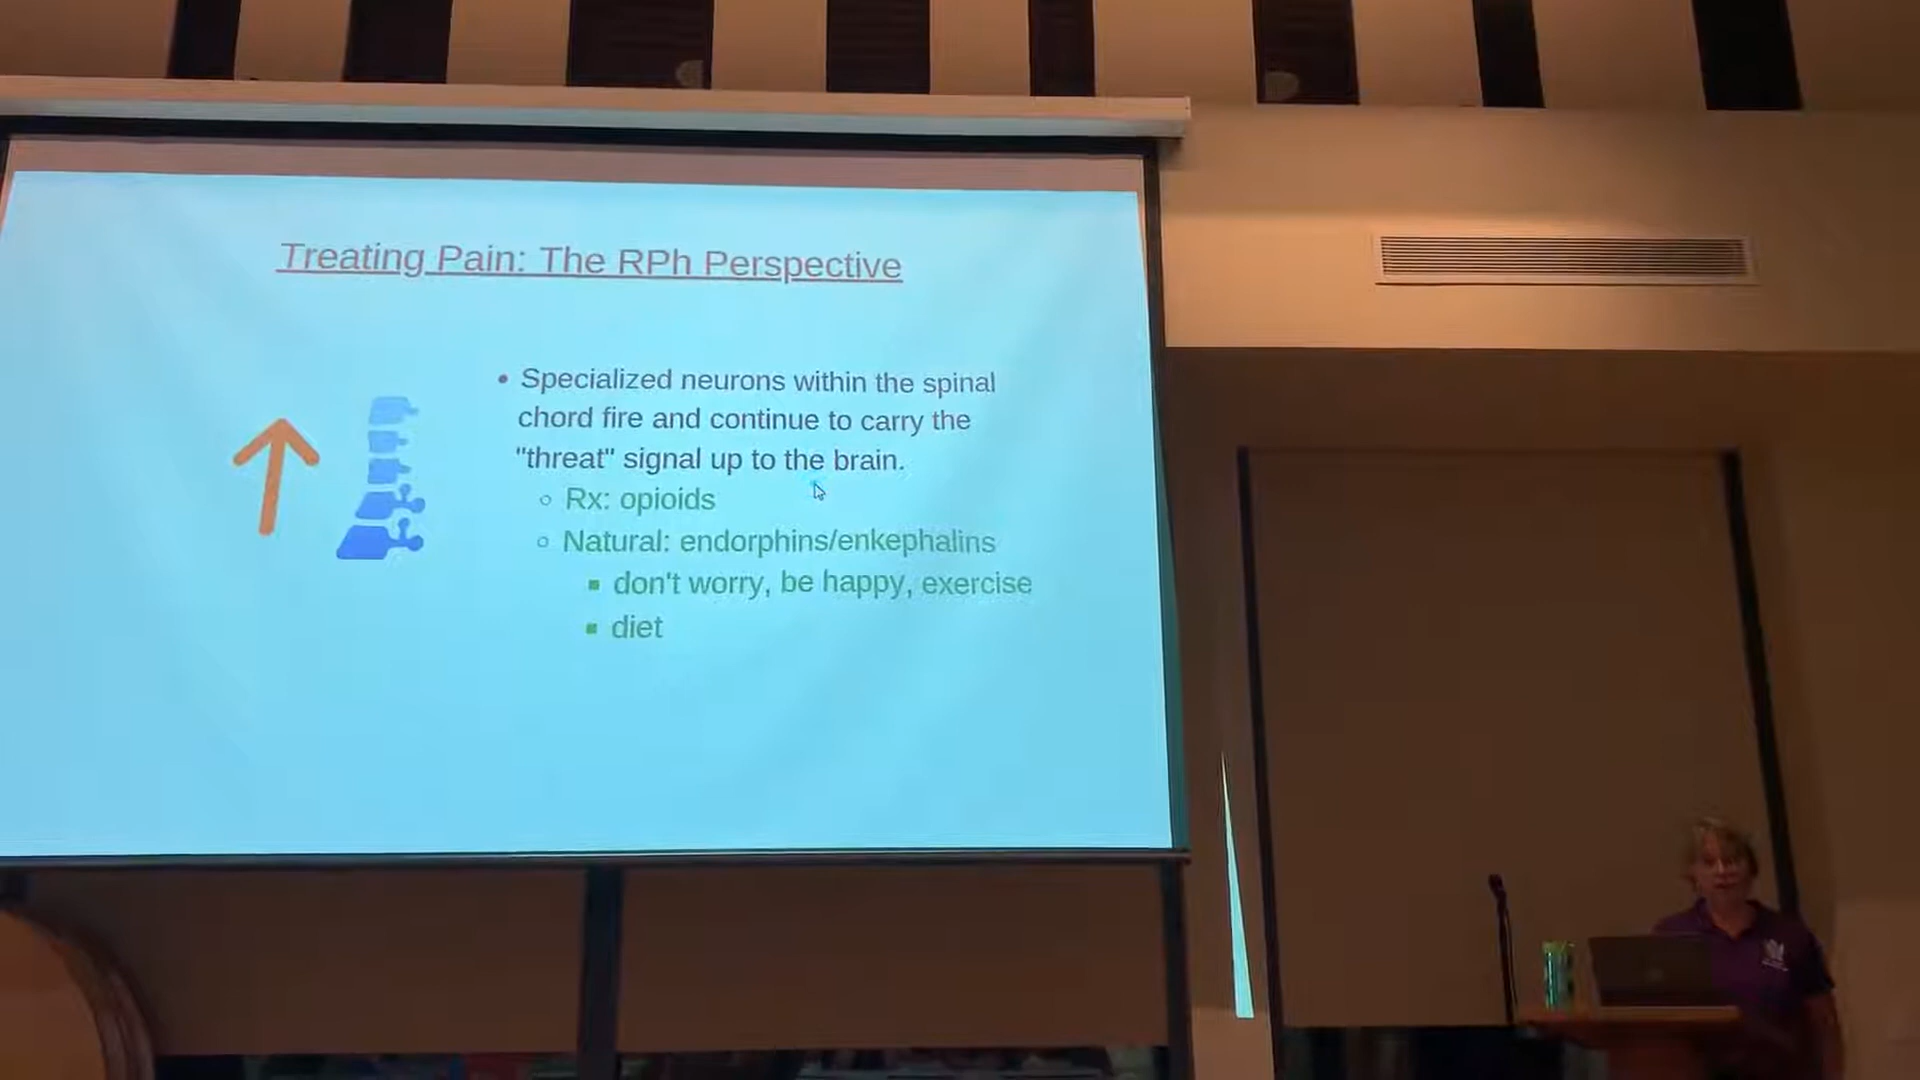 Treating Pain: The RPh Perspective
• Specialized neurons within the spinal
chord fire and continue to carry the
"threat" signal up to the brain.
○ Rx: opioids
○ Natural: endorphins/enkephalins
▪ don't worry, be happy, exercise
▪ diet